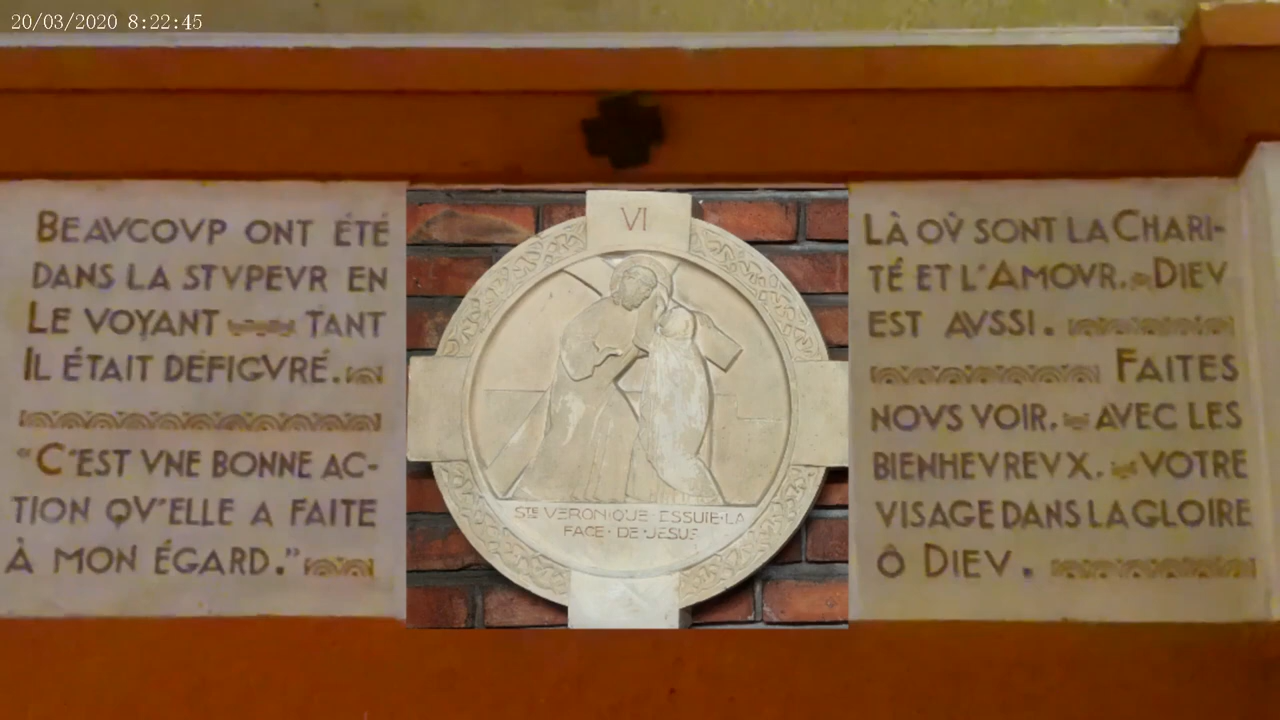 20/03/2020 8:22:45
BEAVCOVP ONT ÉTÉ
DANS LA STVPEVR EN
LE VOYANT TANT
IL ÉTAIT DÉFIGVRÉ.
"C'EST VNE BONNE AC-
TION QV'ELLE A FAITE
À MON ÉGARD."
VI
STE VERONIQUE ESSUIE·LA
FACE·DE·JESUS
LÀ OÙ SONT LA CHARI-
TÉ ET L'AMOVR. DIEV
EST AVSSI.
FAITES
NOVS VOIR. AVEC LES
BIENHEVREVX. VOTRE
VISAGE DANS LA GLOIRE
Ô DIEV.